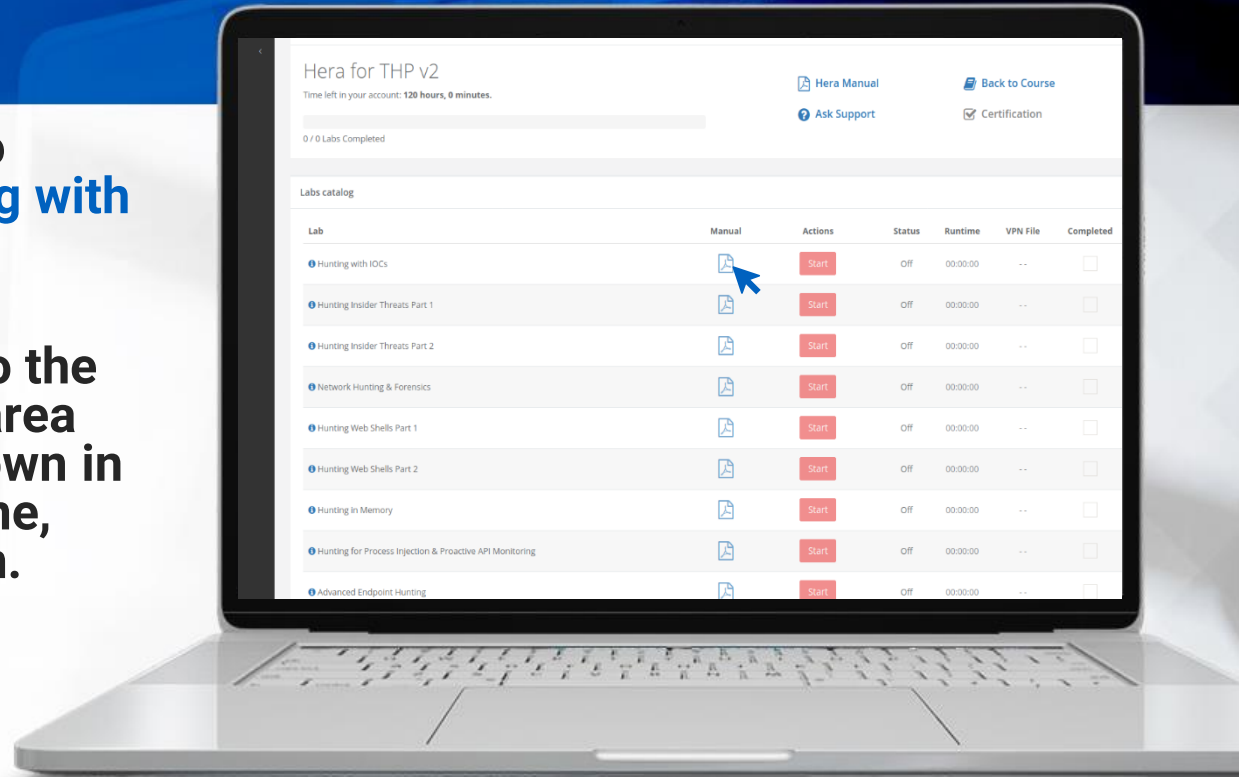 g with
o the
area
own in
Hera for THP v2
Time left in your account: 120 hours, 0 minutes.
0 / 0 Labs Completed
Hera Manual
Back to Course
Ask Support
Certification
Labs catalog
Lab Manual Actions Status Runtime VPN File Completed
Hunting with IOCs Start Off 00:00:00 --
Hunting Insider Threats Part 1 Start Off 00:00:00 --
Hunting Insider Threats Part 2 Start Off 00:00:00 --
Network Hunting & Forensics Start Off 00:00:00 --
Hunting Web Shells Part 1 Start Off 00:00:00 --
Hunting Web Shells Part 2 Start Off 00:00:00 --
Hunting in Memory Start Off 00:00:00 --
Hunting for Process Injection & Proactive API Monitoring Start Off 00:00:00 --
Advanced Endpoint Hunting Start Off 00:00:00 --